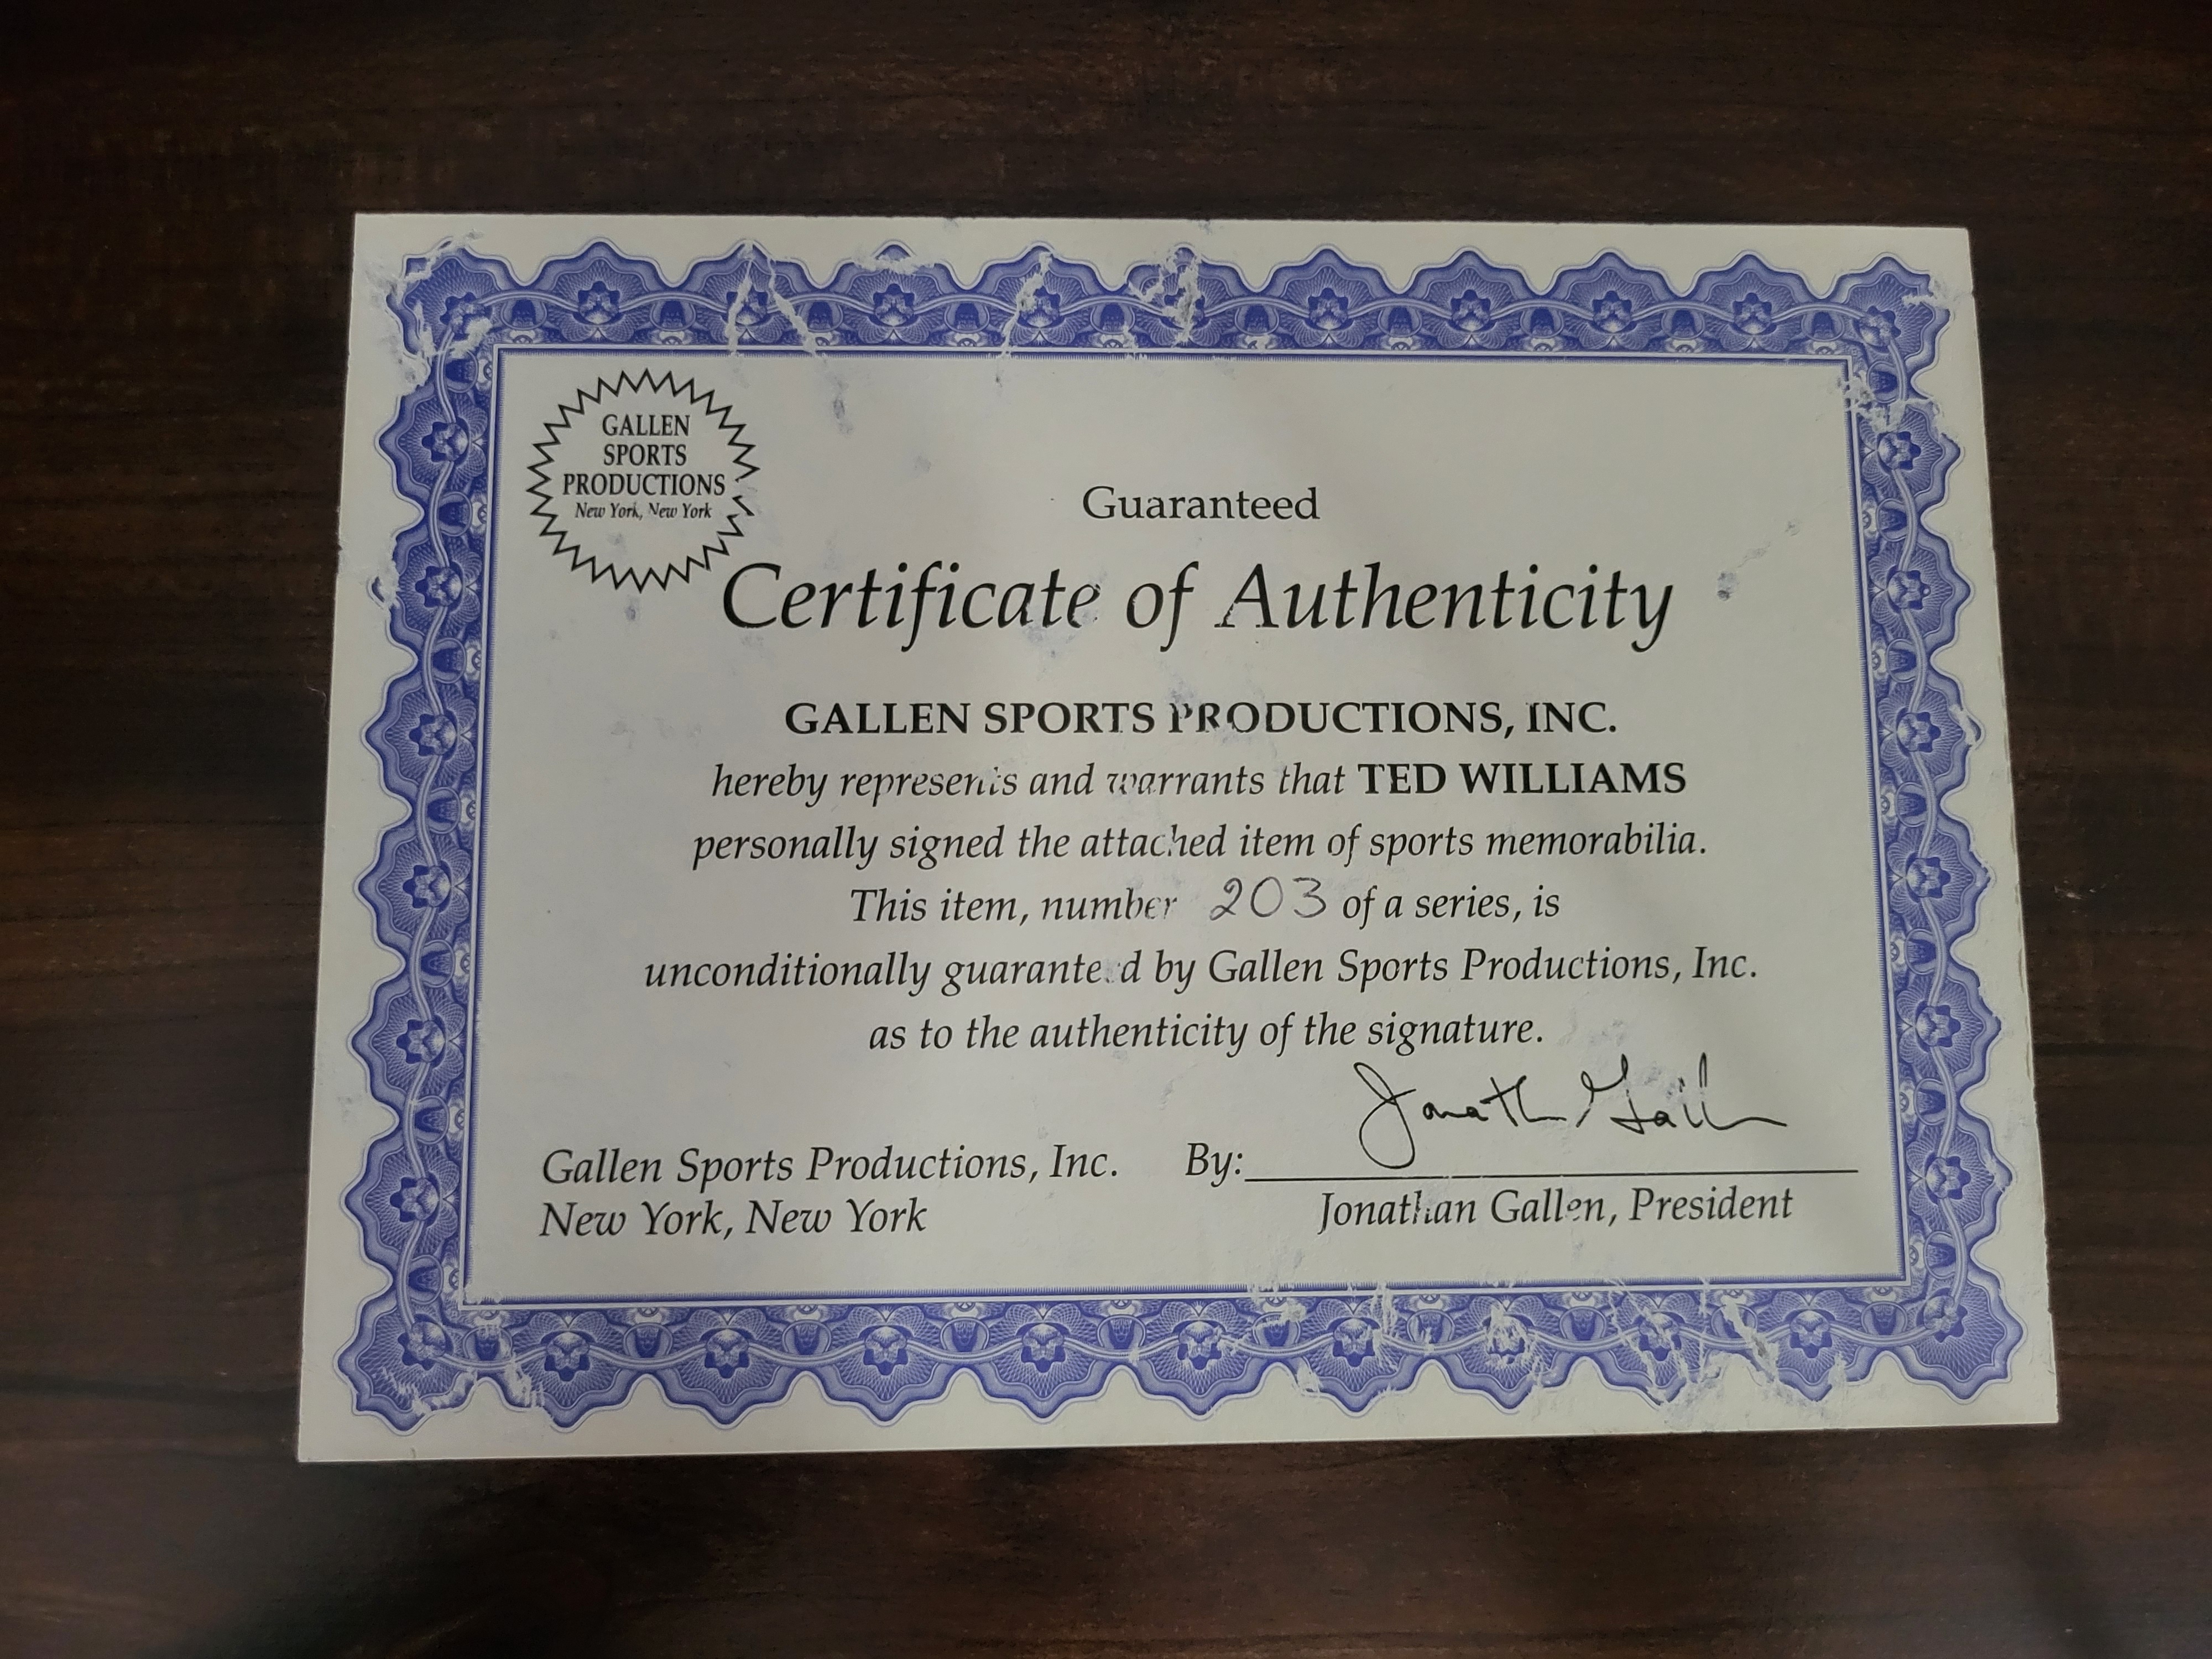 GALLEN
SPORTS
PRODUCTIONS
New York, New York
Guaranteed
Certificate of Authenticity
GALLEN SPORTS PRODUCTIONS, INC.
hereby represents and warrants that TED WILLIAMS
personally signed the attached item of sports memorabilia.
This item, number 203 of a series, is
unconditionally guaranteed by Gallen Sports Productions, Inc.
as to the authenticity of the signature.
Jonathan Gallen
Gallen Sports Productions, Inc. By:
New York, New York
Jonathan Gallen, President